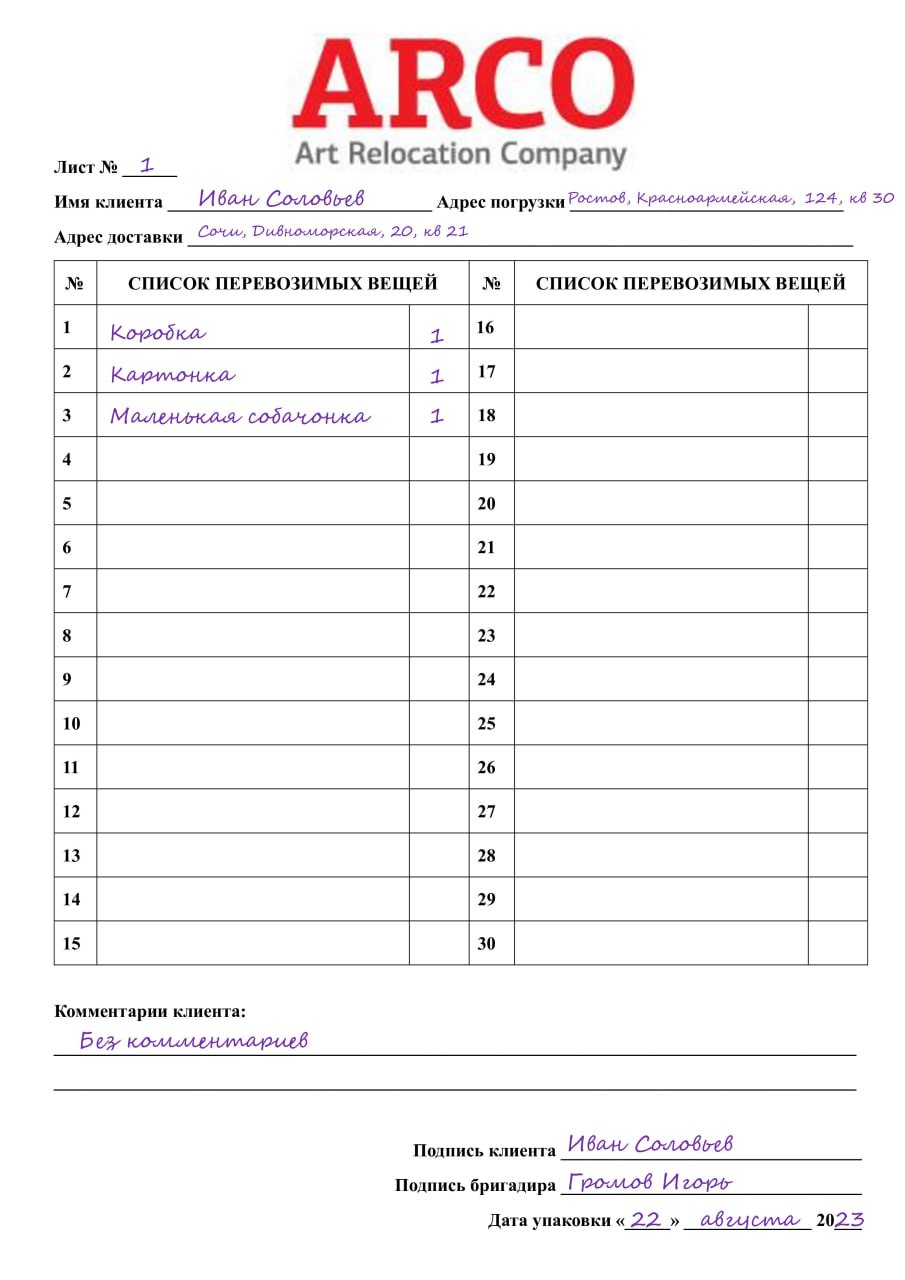 ARCO
Art Relocation Company
Лист № 1
Имя клиента Иван Соловьев Адрес погрузки Ростов, Красноармейская, 124, кв 30
Адрес доставки Сочи, Дивноморская, 20, кв 21
№ СПИСОК ПЕРЕВОЗИМЫХ ВЕЩЕЙ № СПИСОК ПЕРЕВОЗИМЫХ ВЕЩЕЙ
1 Коробка 1 16
2 Картонка 1 17
3 Маленькая собачонка 1 18
4 19
5 20
6 21
7 22
8 23
9 24
10 25
11 26
12 27
13 28
14 29
15 30
Комментарии клиента:
Без комментариев
Подпись клиента Иван Соловьев
Подпись бригадира Громов Игорь
Дата упаковки «22» августа 2023